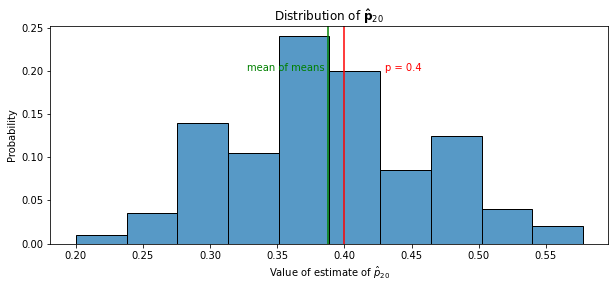 Distribution of p̂₂₀
0.25
0.20
0.15
0.10
0.05
0.00
Probability
mean of means
p = 0.4
0.20 0.25 0.30 0.35 0.40 0.45 0.50 0.55
Value of estimate of p̂₂₀